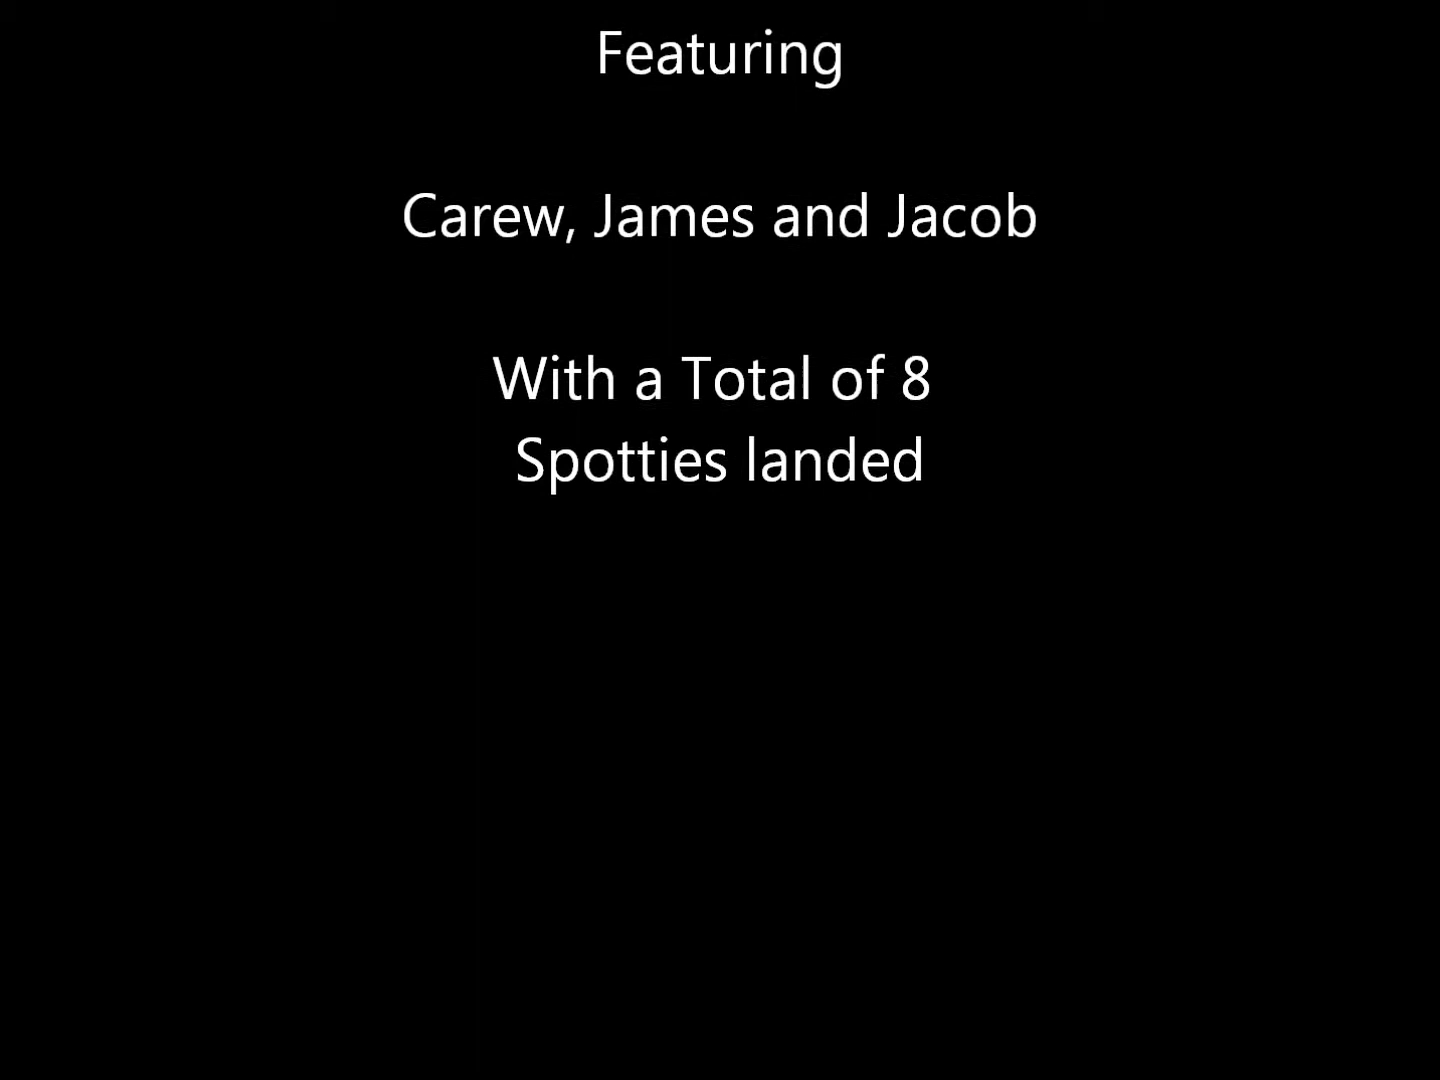 Featuring
Carew, James and Jacob
With a Total of 8
Spotties landed